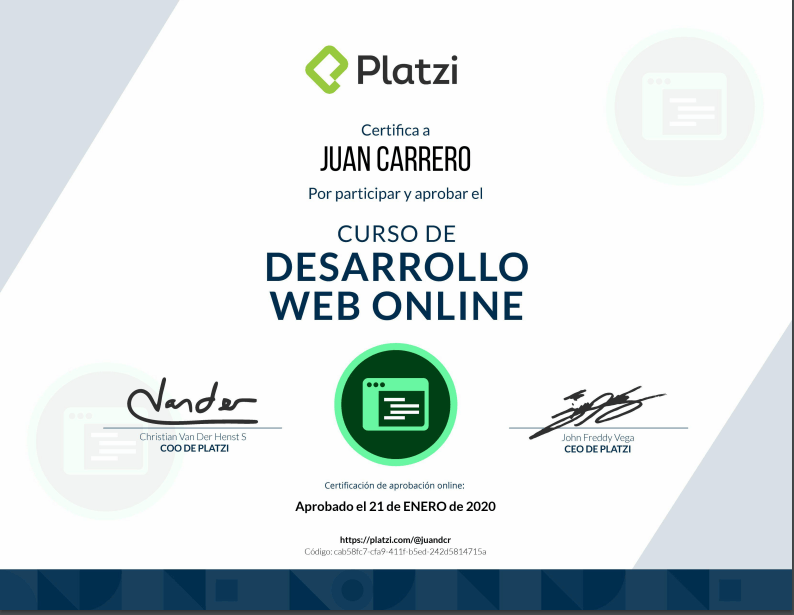 Platzi
Certifica a
JUAN CARRERO
Por participar y aprobar el
CURSO DE
DESARROLLO
WEB ONLINE
Vander
Christian Van Der Henst S
COO DE PLATZI
John Freddy Vega
CEO DE PLATZI
Certificación de aprobación online:
Aprobado el 21 de ENERO de 2020
https://platzi.com/@juandcr
Código: cab58fc7-cfa9-411f-b5ed-242d5814715a